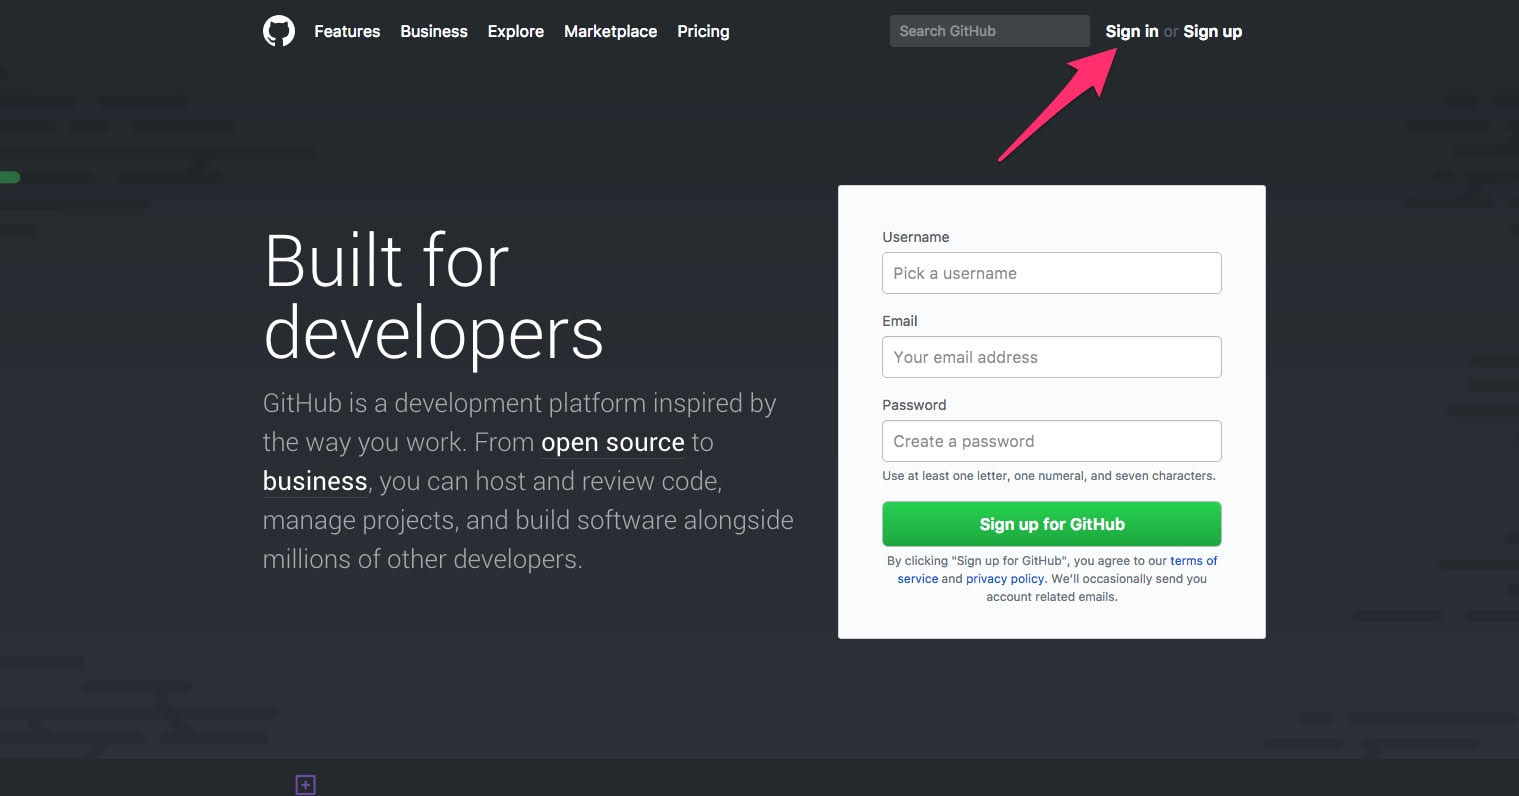 Features Business Explore Marketplace Pricing Search GitHub Sign in or Sign up
Built for
developers
GitHub is a development platform inspired by
the way you work. From open source to
business, you can host and review code,
manage projects, and build software alongside
millions of other developers.
Username
Pick a username
Email
Your email address
Password
Create a password
Use at least one letter, one numeral, and seven characters.
Sign up for GitHub
By clicking "Sign up for GitHub", you agree to our terms of
service and privacy policy. We’ll occasionally send you
account related emails.